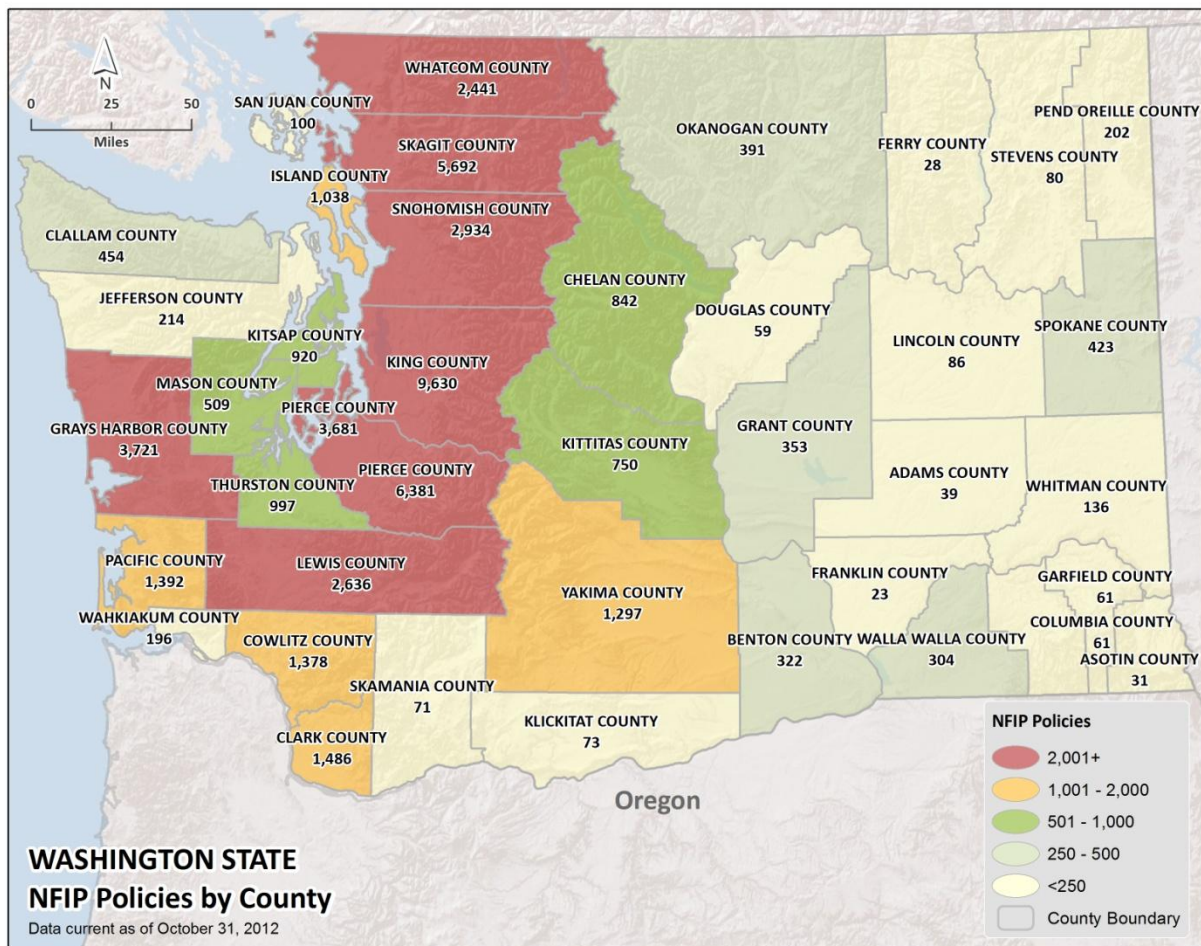 N
0 25 50
Miles
WHATCOM COUNTY
2,441
SAN JUAN COUNTY
100
SKAGIT COUNTY
5,692
ISLAND COUNTY
1,038
SNOHOMISH COUNTY
2,934
CLALLAM COUNTY
454
JEFFERSON COUNTY
214
KITSAP COUNTY
920
MASON COUNTY
509
KING COUNTY
9,630
PIERCE COUNTY
3,681
GRAYS HARBOR COUNTY
3,721
PIERCE COUNTY
6,381
THURSTON COUNTY
997
PACIFIC COUNTY
1,392
LEWIS COUNTY
2,636
WAHKIAKUM COUNTY
196
COWLITZ COUNTY
1,378
SKAMANIA COUNTY
71
CLARK COUNTY
1,486
OKANOGAN COUNTY
391
CHELAN COUNTY
842
DOUGLAS COUNTY
59
KITTITAS COUNTY
750
GRANT COUNTY
353
YAKIMA COUNTY
1,297
KLICKITAT COUNTY
73
BENTON COUNTY
322
FERRY COUNTY
28
STEVENS COUNTY
80
PEND OREILLE COUNTY
202
LINCOLN COUNTY
86
SPOKANE COUNTY
423
ADAMS COUNTY
39
WHITMAN COUNTY
136
FRANKLIN COUNTY
23
WALLA WALLA COUNTY
304
GARFIELD COUNTY
61
COLUMBIA COUNTY
61
ASOTIN COUNTY
31
Oregon
NFIP Policies
2,001+
1,001 - 2,000
501 - 1,000
250 - 500
<250
County Boundary
WASHINGTON STATE
NFIP Policies by County
Data current as of October 31, 2012